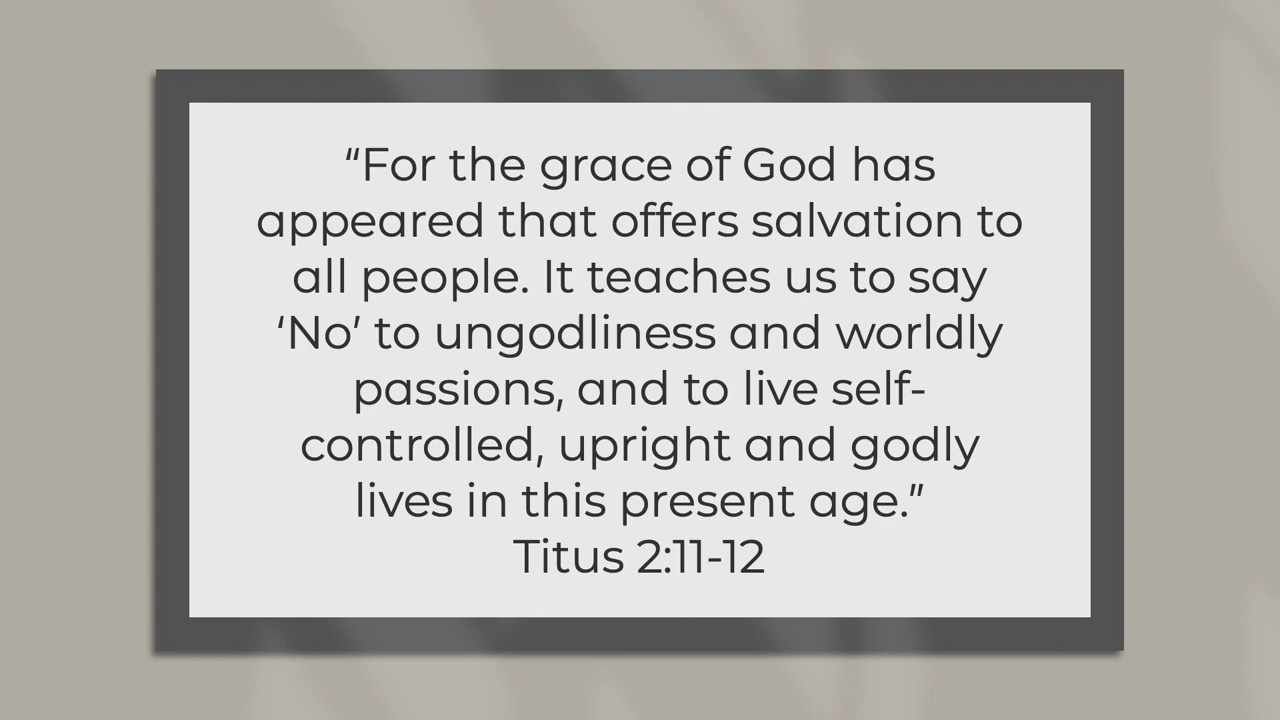 “For the grace of God has
appeared that offers salvation to
all people. It teaches us to say
‘No’ to ungodliness and worldly
passions, and to live self-
controlled, upright and godly
lives in this present age.”
Titus 2:11-12